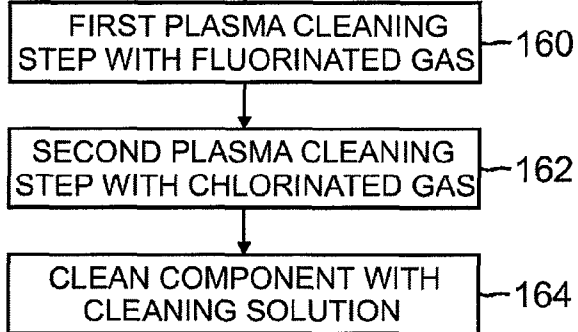 FIRST PLASMA CLEANING
STEP WITH FLUORINATED GAS
160
SECOND PLASMA CLEANING
STEP WITH CHLORINATED GAS
162
CLEAN COMPONENT WITH
CLEANING SOLUTION
164